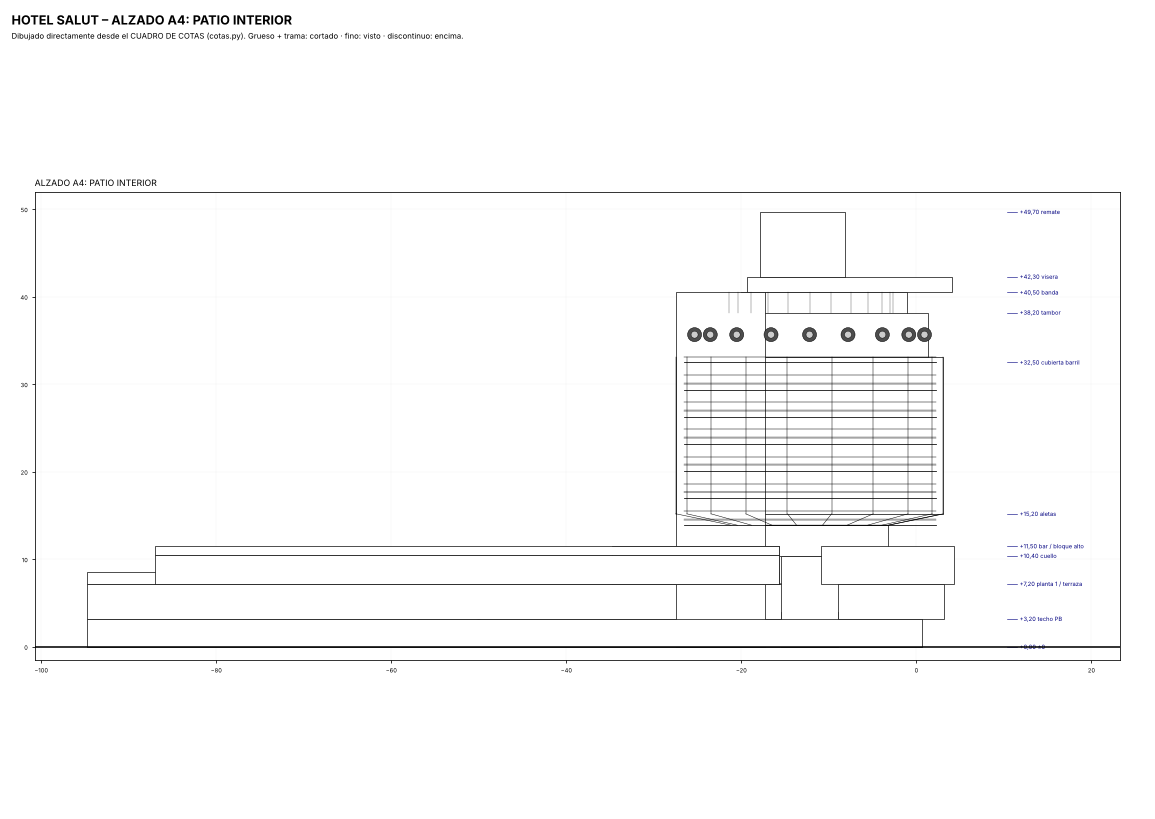 HOTEL SALUT – ALZADO A4: PATIO INTERIOR
Dibujado directamente desde el CUADRO DE COTAS (cotas.py). Grueso + trama: cortado · fino: visto · discontinuo: encima.
ALZADO A4: PATIO INTERIOR
50
40
30
20
10
0
+49,70 remate
+42,30 visera
+40,50 banda
+38,20 tambor
+32,50 cubierta barril
+15,20 aletas
+11,50 bar / bloque alto
+10,40 cuello
+7,20 planta 1 / terraza
+3,20 techo PB
−100
−80
−60
−40
−20
0
20